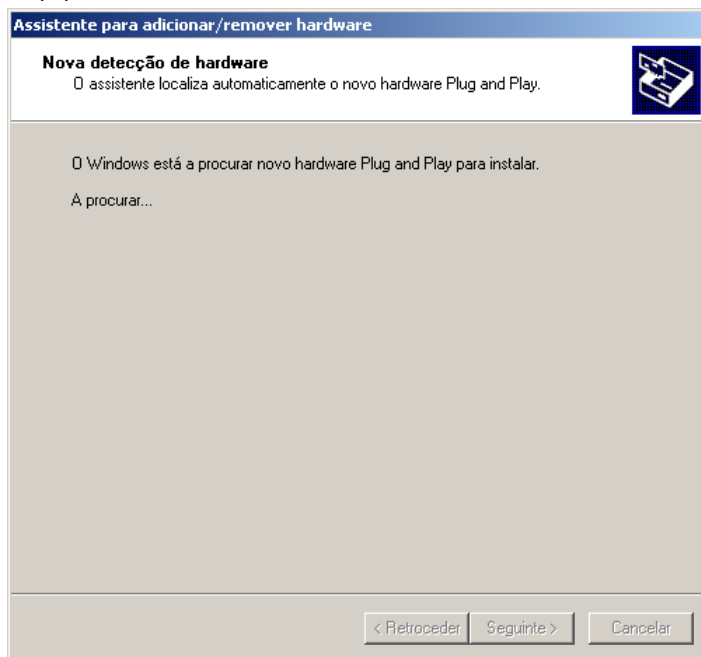 Assistente para adicionar/remover hardware
Nova detecção de hardware
O assistente localiza automaticamente o novo hardware Plug and Play.
O Windows está a procurar novo hardware Plug and Play para instalar.
A procurar...
< Retroceder
Seguinte >
Cancelar